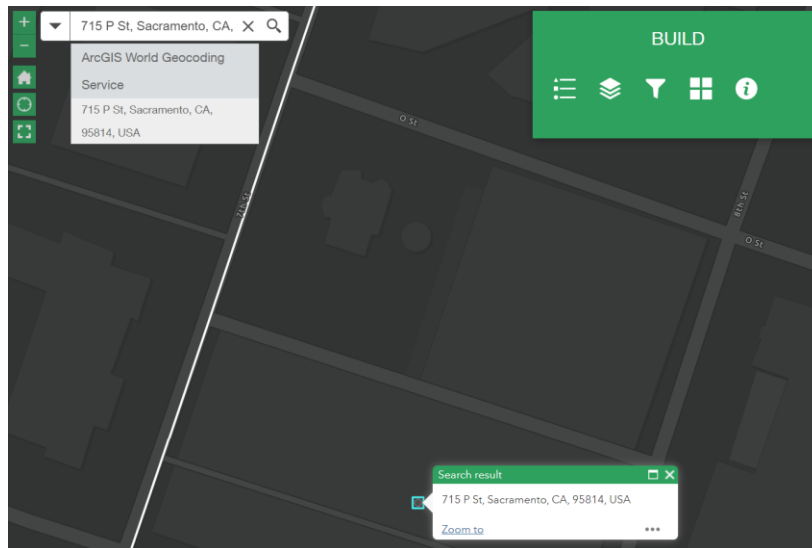 715 P St, Sacramento, CA,
ArcGIS World Geocoding
Service
715 P St, Sacramento, CA,
95814, USA
BUILD
O St
7th St
8th St
O St
Search result
715 P St, Sacramento, CA, 95814, USA
Zoom to